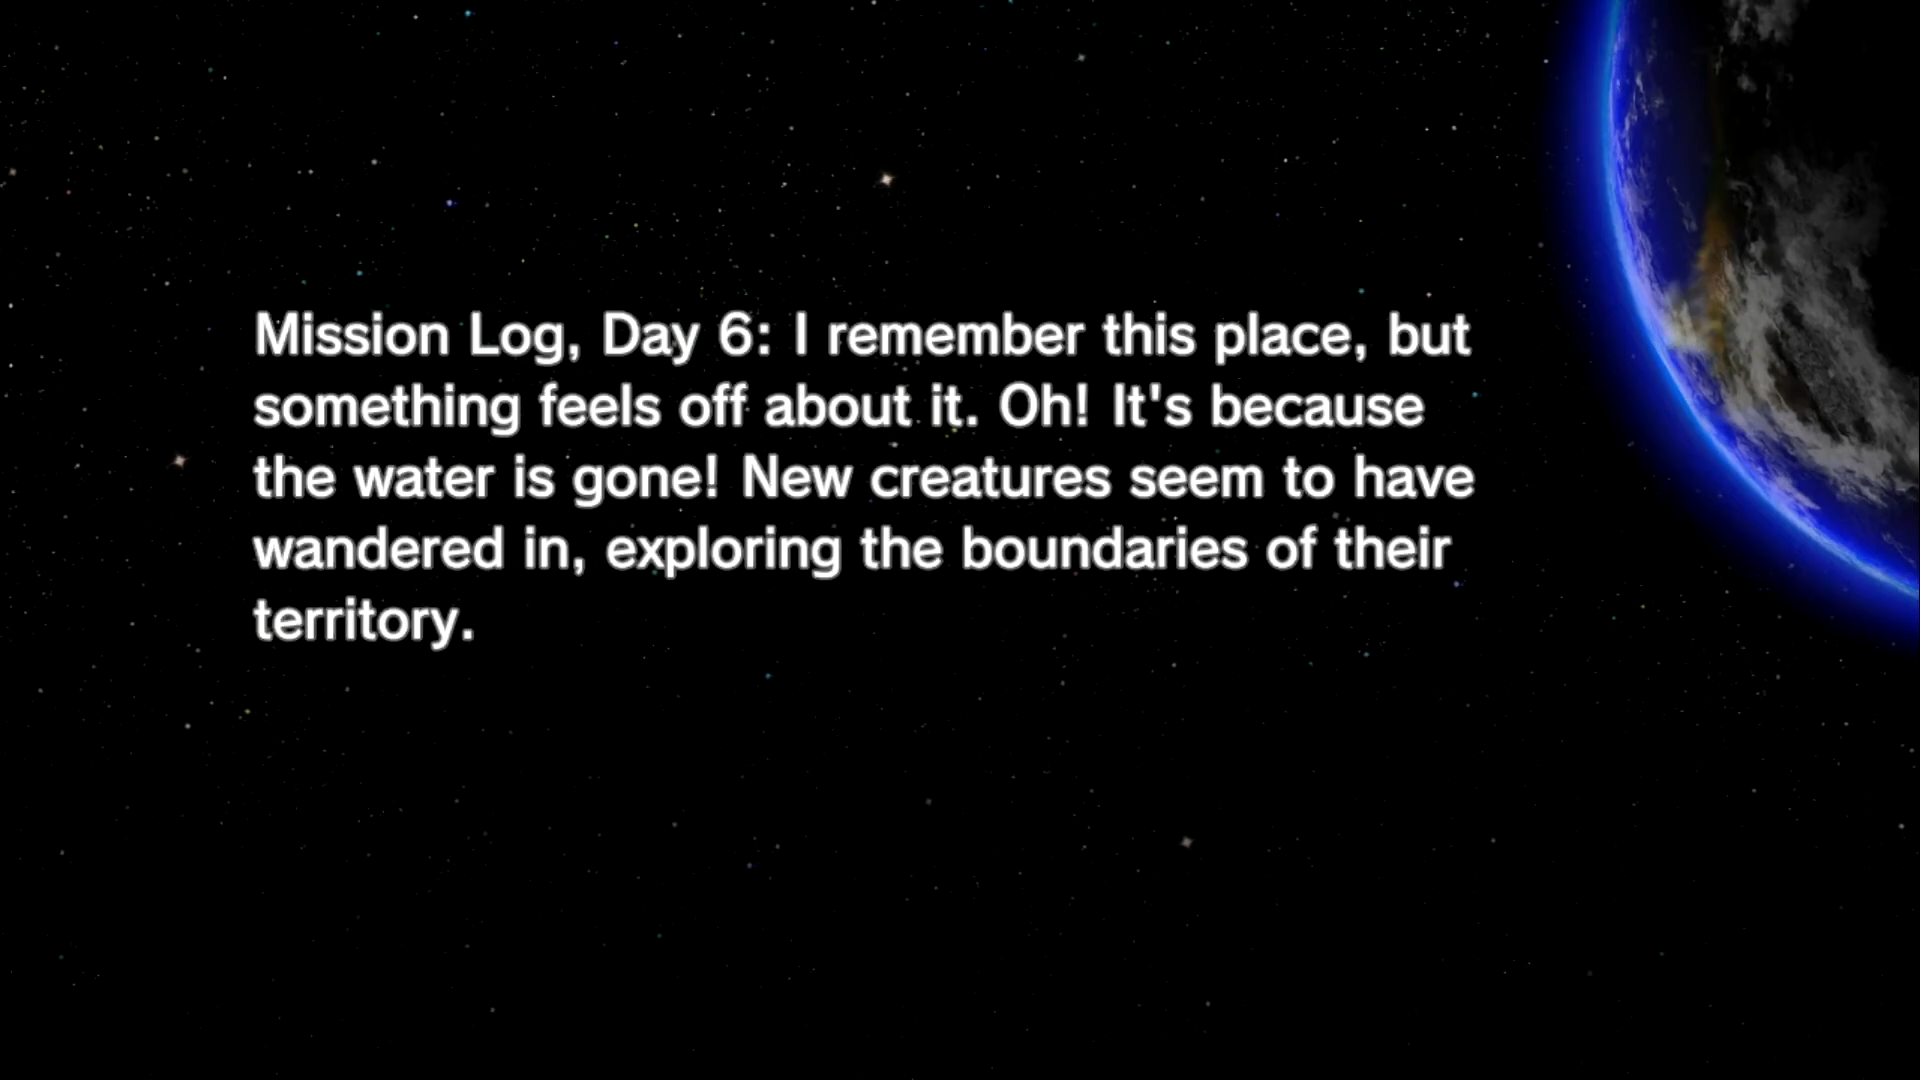 Mission Log, Day 6: I remember this place, but
something feels off about it. Oh! It's because
the water is gone! New creatures seem to have
wandered in, exploring the boundaries of their
territory.